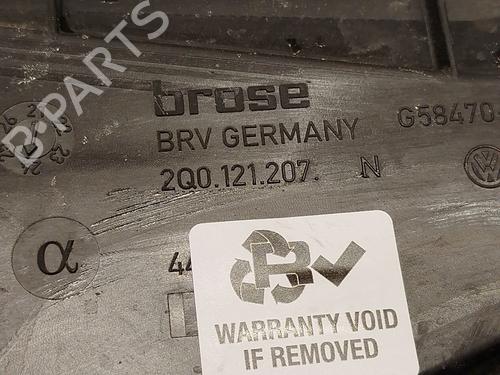 B-PARTS
brose
BRV GERMANY
G58470
2Q0.121.207. N
α
44
WARRANTY VOID
IF REMOVED